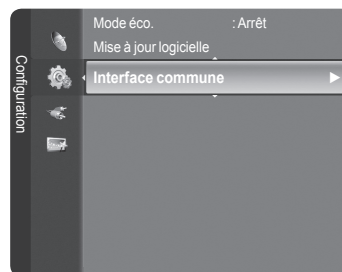 Mode éco. : Arrêt
Mise à jour logicielle
Interface commune
Configuration